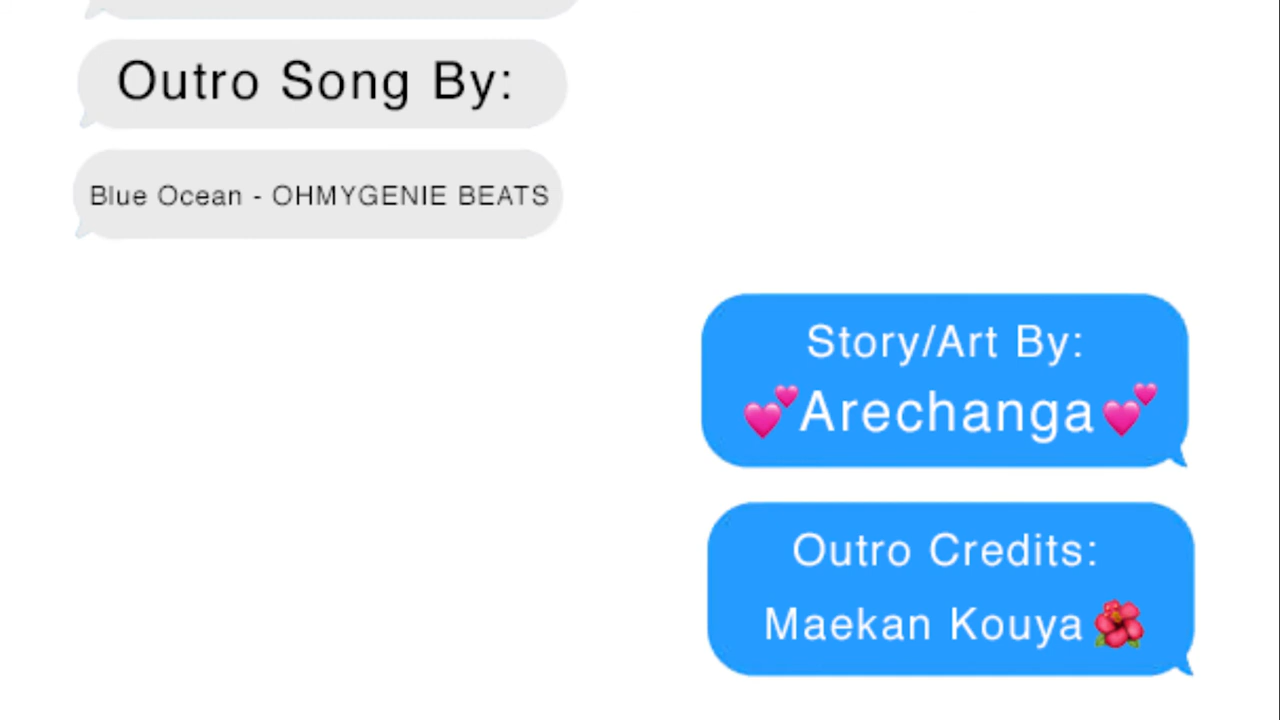 Outro Song By:
Blue Ocean - OHMYGENIE BEATS
Story/Art By:
💕Arechanga💕
Outro Credits:
Maekan Kouya🌺